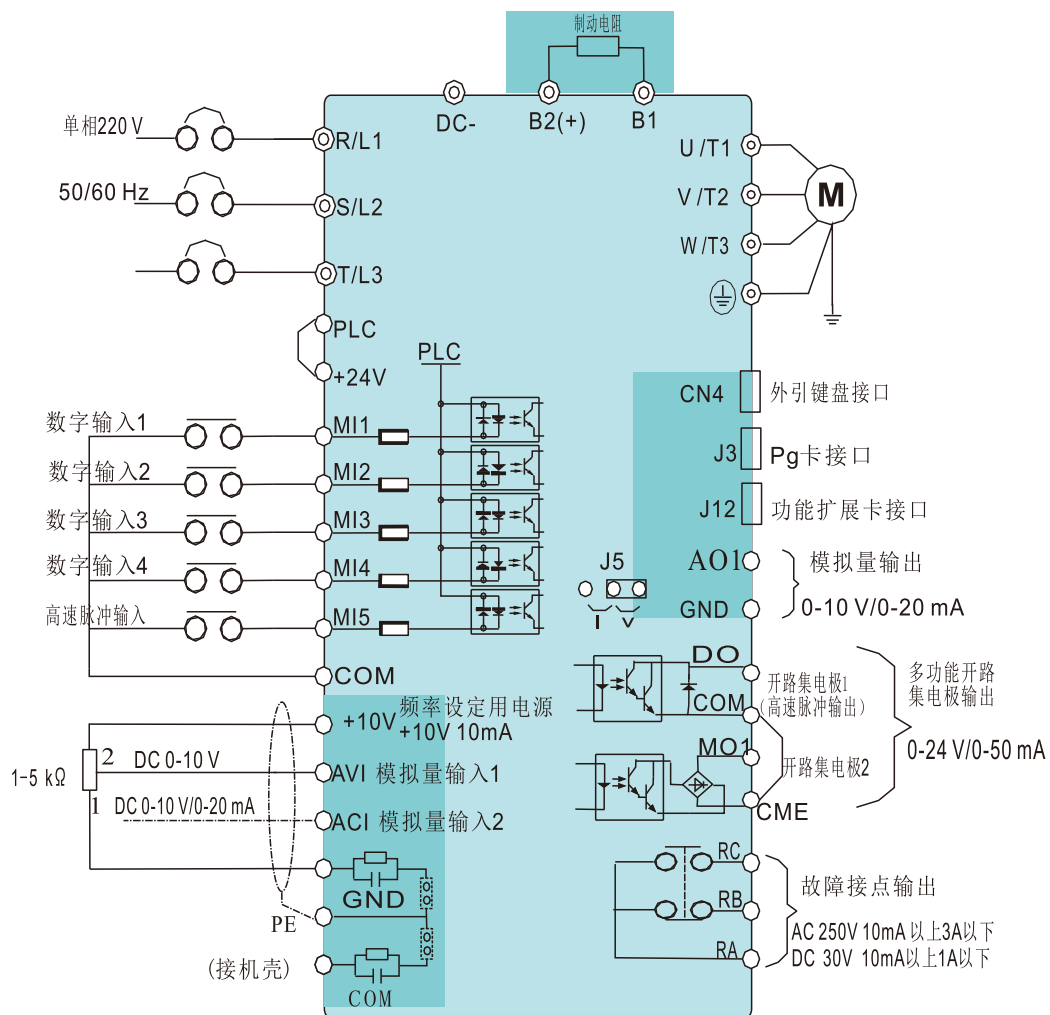 制动电阻
DC-
B2(+)
B1
单相220 V
R/L1
50/60 Hz
S/L2
T/L3
U/T1
V/T2
W/T3
M
PLC
+24V
PLC
数字输入1
MI1
数字输入2
MI2
数字输入3
MI3
数字输入4
MI4
高速脉冲输入
MI5
COM
CN4
外引键盘接口
J3
Pg卡接口
J12
功能扩展卡接口
J5
I
V
AO1
GND
模拟量输出
0-10 V/0-20 mA
DO
COM
开路集电极1
(高速脉冲输出)
MO1
开路集电极2
CME
多功能开路
集电极输出
0-24 V/0-50 mA
+10V
频率设定用电源
+10V 10mA
1-5 kΩ
2
DC 0-10 V
AVI 模拟量输入1
1
DC 0-10 V/0-20 mA
ACI 模拟量输入2
GND
PE
(接机壳)
COM
RC
RB
RA
故障接点输出
AC 250V 10mA 以上3A以下
DC 30V 10mA以上1A以下